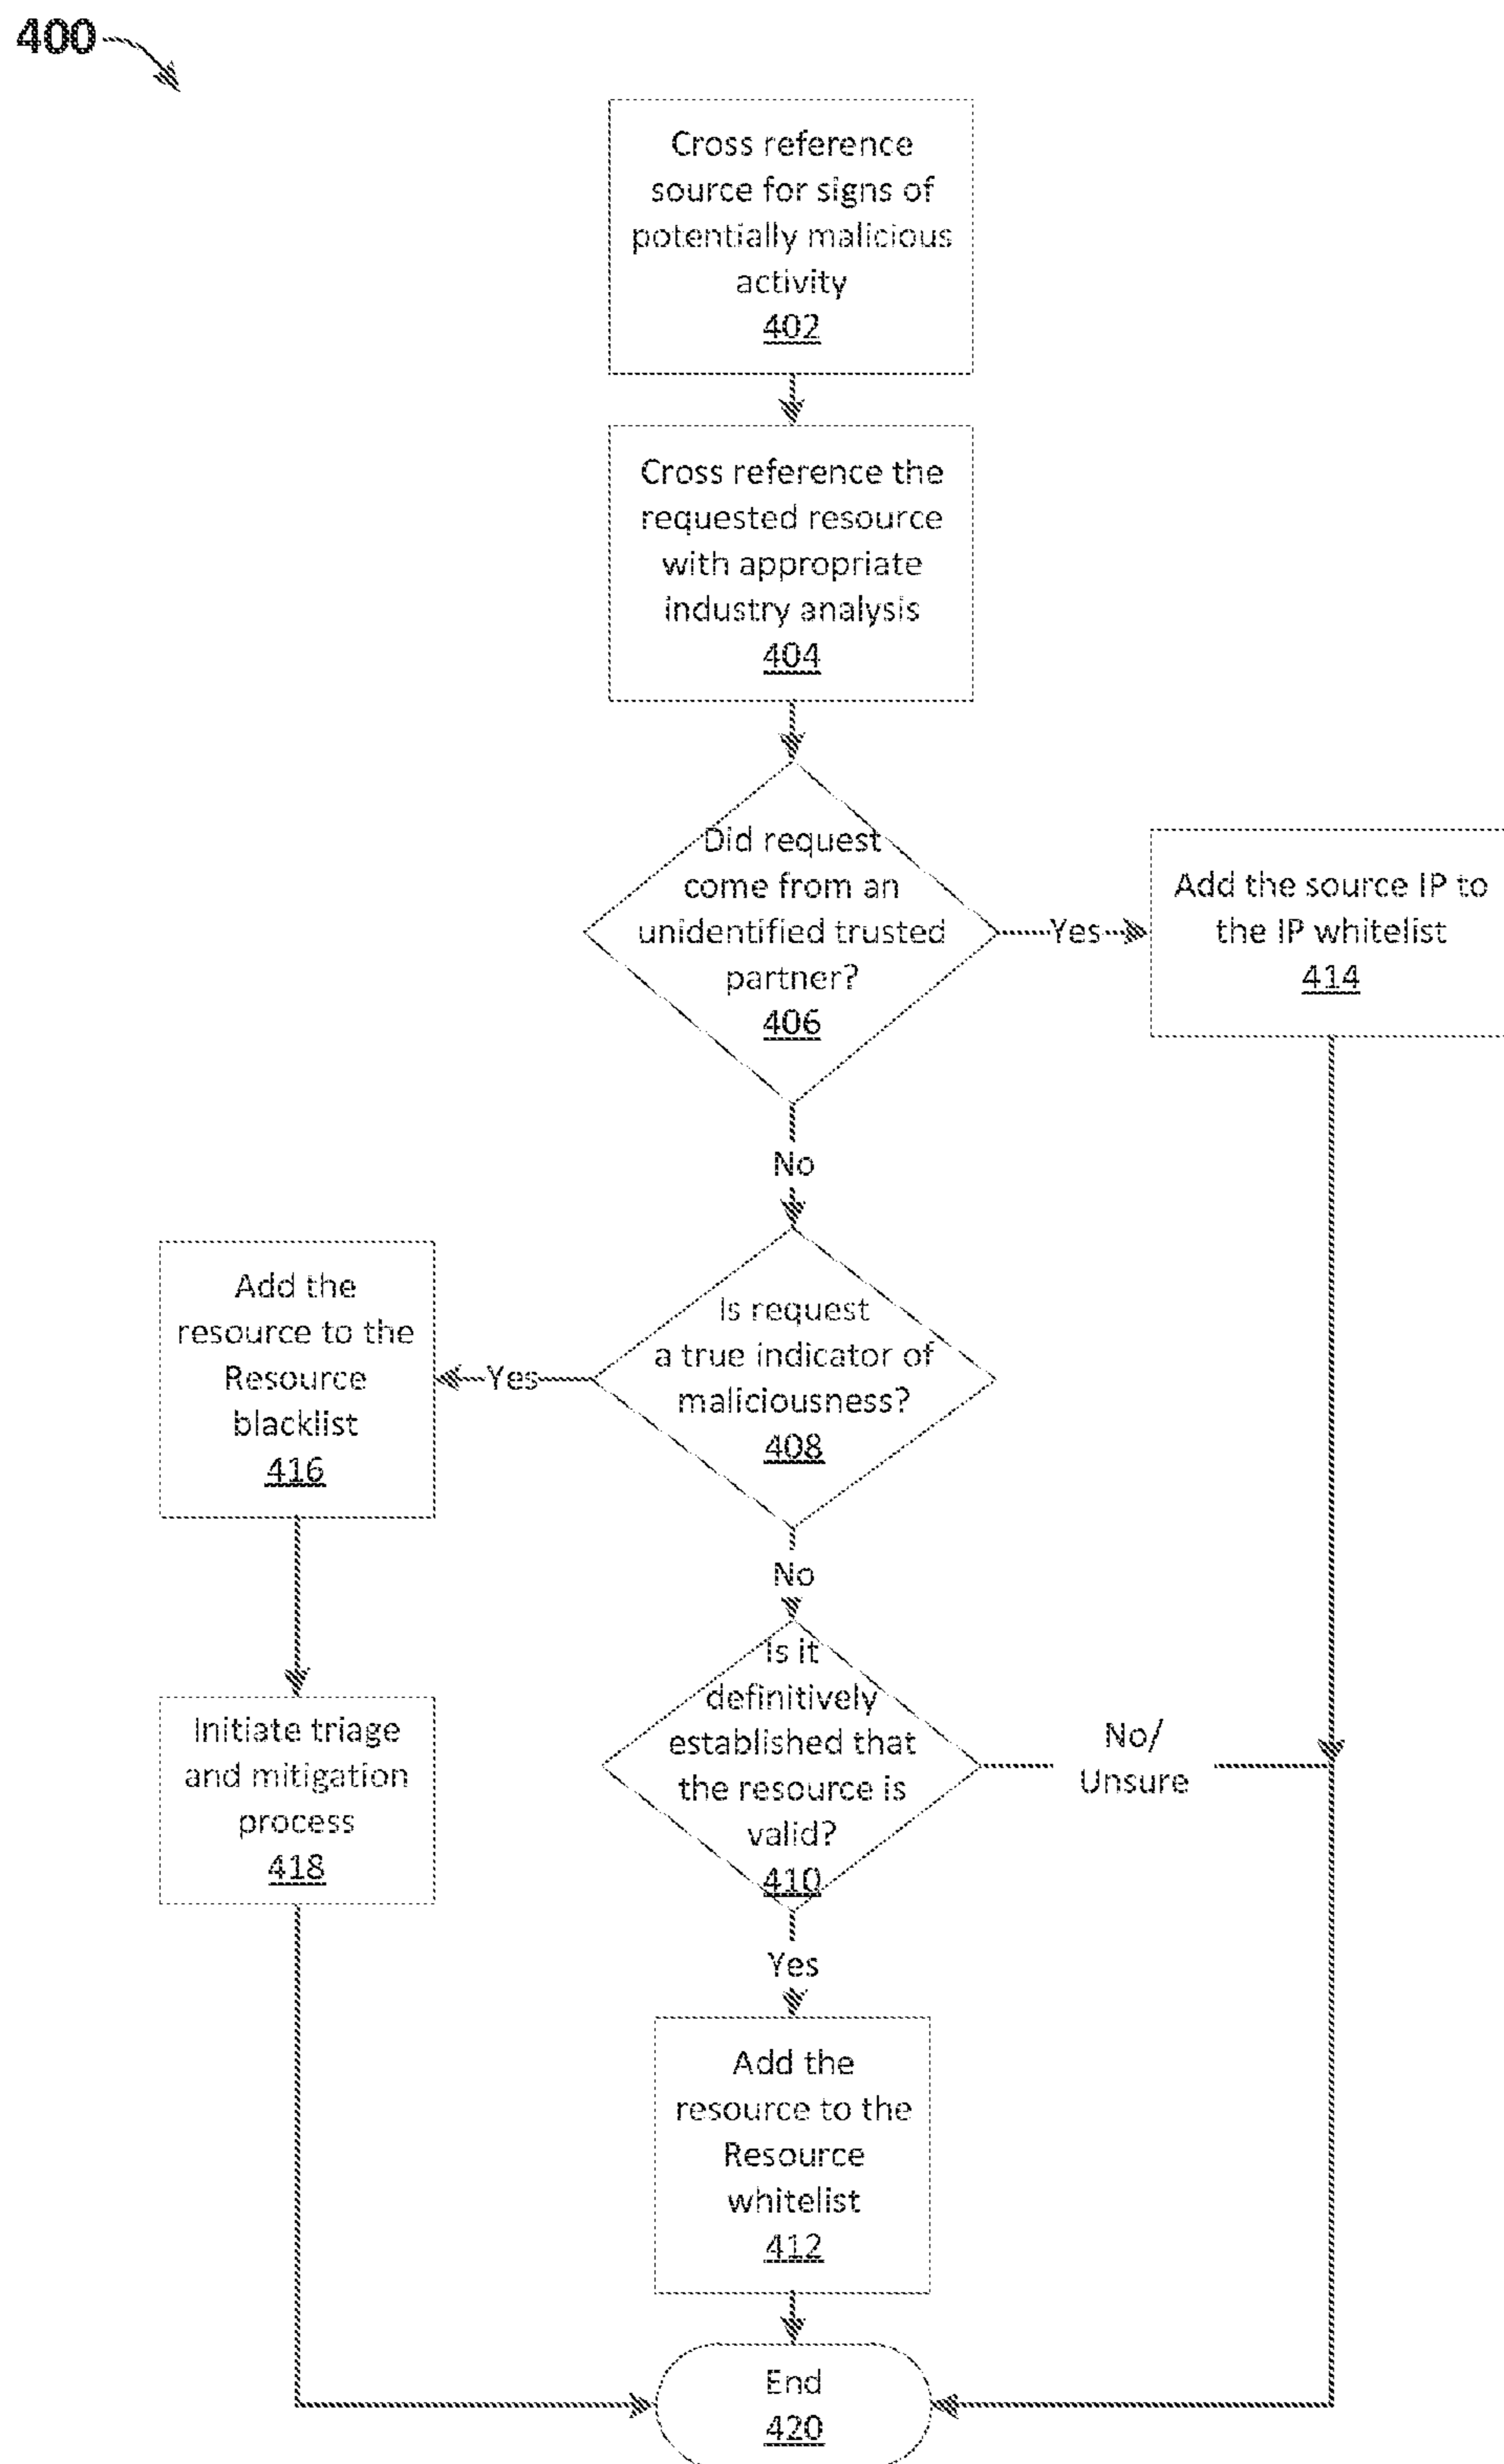 400
Cross reference
source for signs of
potentially malicious
activity
402
Cross reference the
requested resource
with appropriate
industry analysis
404
Did request
come from an
unidentified trusted
partner?
406
Yes
Add the source IP to
the IP whitelist
414
No
Add the
resource to the
Resource
blacklist
416
Yes
Is request
a true indicator of
maliciousness?
408
No
Initiate triage
and mitigation
process
418
Is it
definitively
established that
the resource is
valid?
410
No/
Unsure
Yes
Add the
resource to the
Resource
whitelist
412
End
420